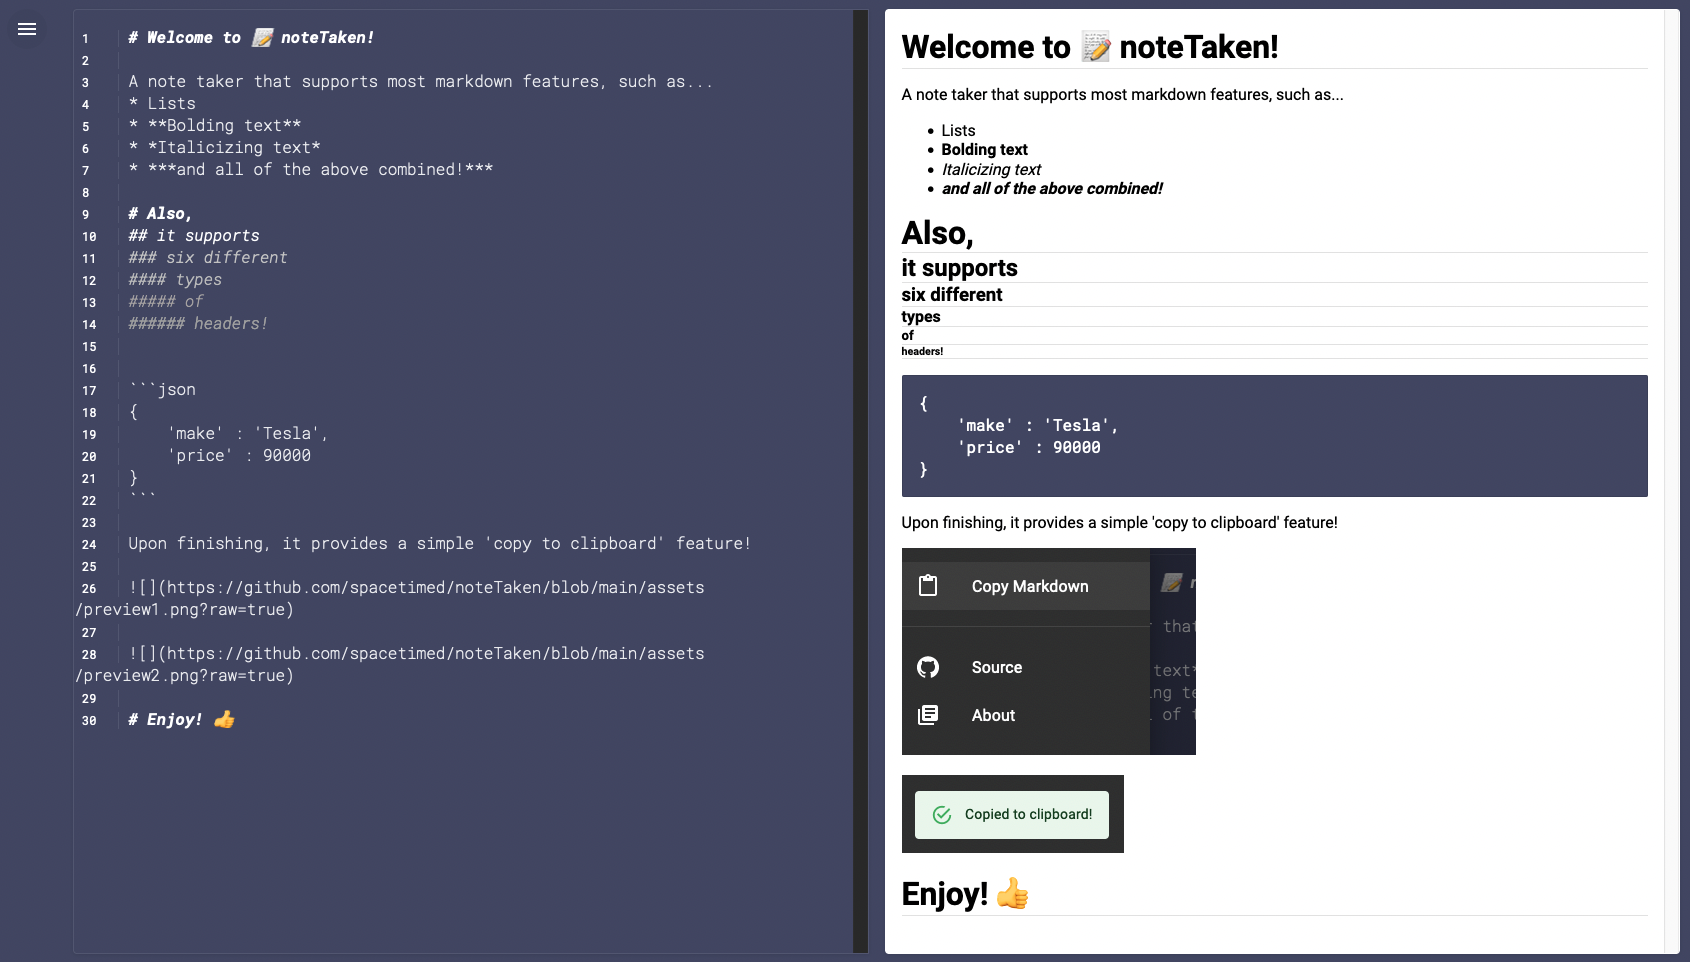 1 # Welcome to 📝 noteTaken!
2
3 A note taker that supports most markdown features, such as...
4 * Lists
5 * **Bolding text**
6 * *Italicizing text*
7 * ***and all of the above combined!***
8
9 # Also,
10 ## it supports
11 ### six different
12 #### types
13 ##### of
14 ###### headers!
15
16
17 ```json
18 {
19     'make' : 'Tesla',
20     'price' : 90000
21 }
22 ```
23
24 Upon finishing, it provides a simple 'copy to clipboard' feature!
25
26 ![](https://github.com/spacetimed/noteTaken/blob/main/assets
/preview1.png?raw=true)
27
28 ![](https://github.com/spacetimed/noteTaken/blob/main/assets
/preview2.png?raw=true)
29
30 # Enjoy! 👍
Welcome to 📝 noteTaken!
A note taker that supports most markdown features, such as...
• Lists
• Bolding text
• Italicizing text
• and all of the above combined!
Also,
it supports
six different
types
of
headers!
{
    'make' : 'Tesla',
    'price' : 90000
}
Upon finishing, it provides a simple 'copy to clipboard' feature!
Copy Markdown
that
Source
text*
About
of
Copied to clipboard!
Enjoy! 👍